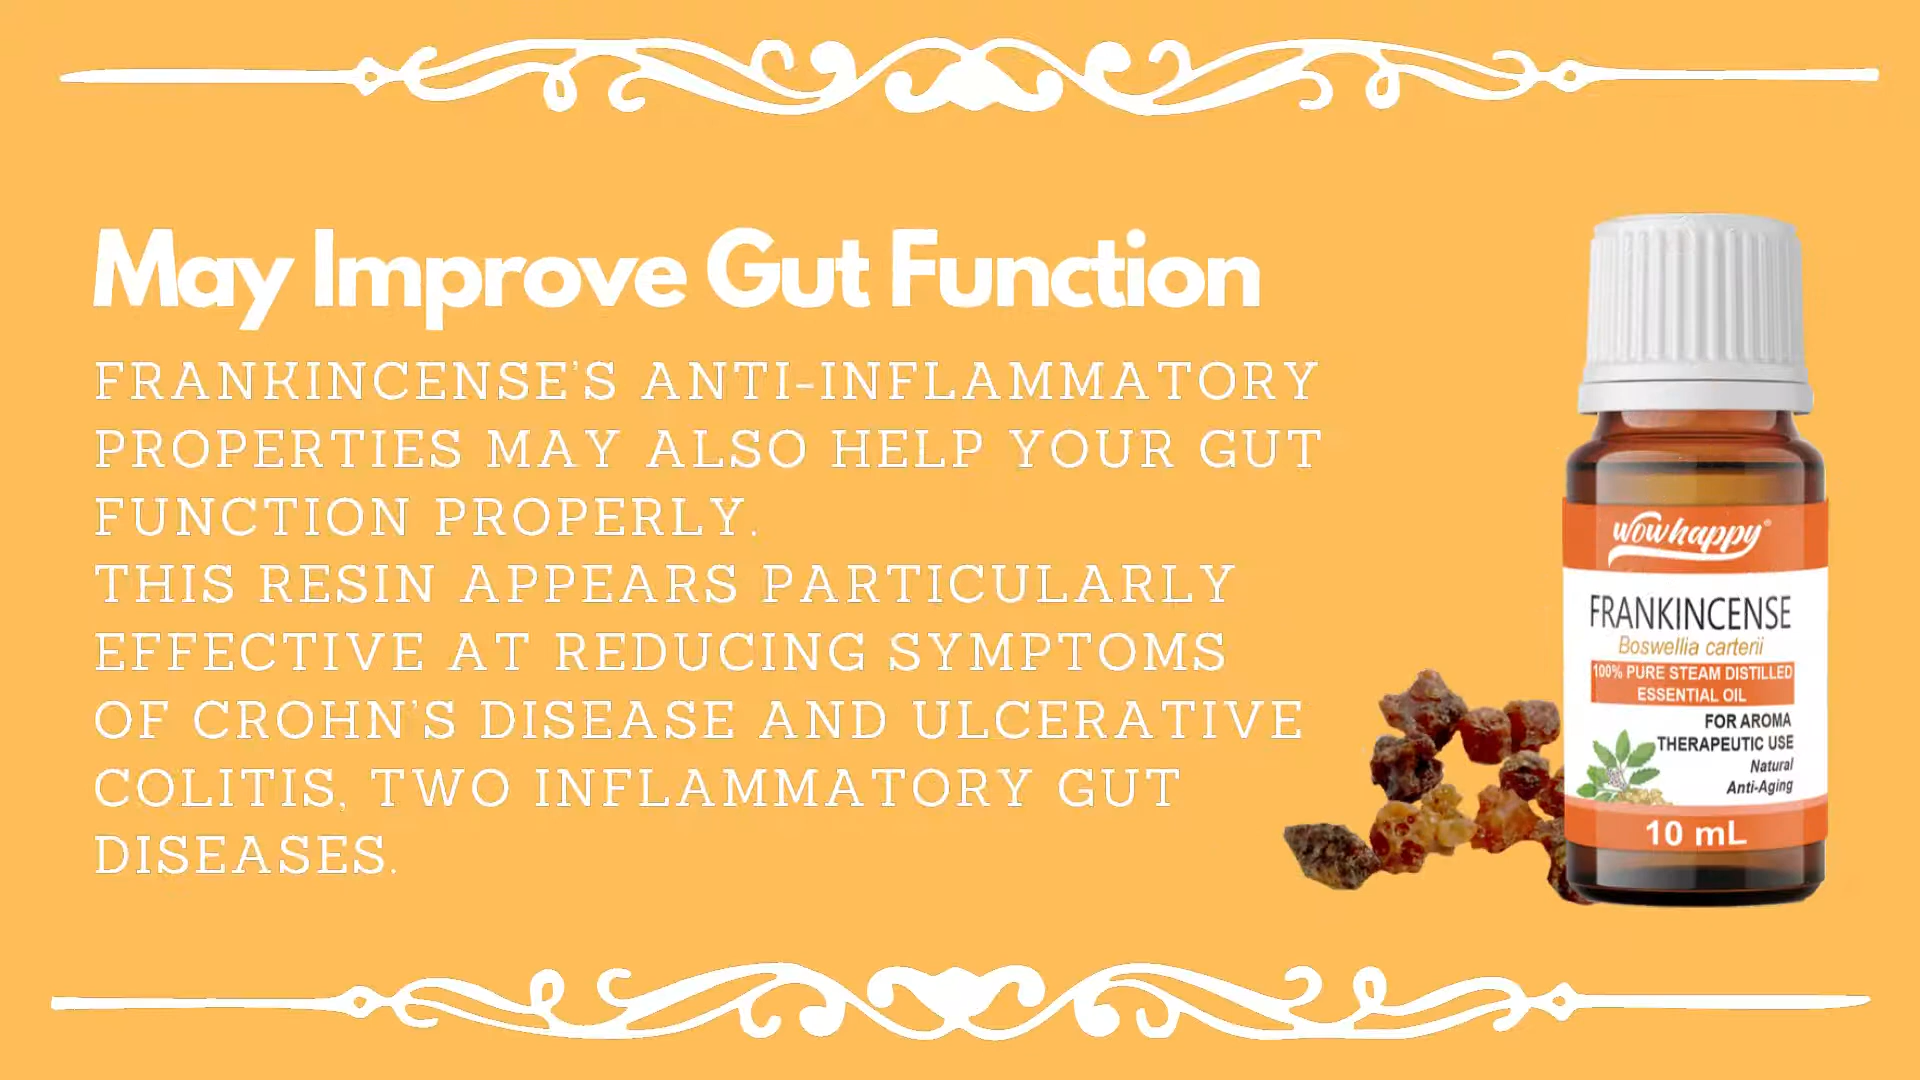 May Improve Gut Function
FRANKINCENSE'S ANTI-INFLAMMATORY
PROPERTIES MAY ALSO HELP YOUR GUT
FUNCTION PROPERLY.
THIS RESIN APPEARS PARTICULARLY
EFFECTIVE AT REDUCING SYMPTOMS
OF CROHN'S DISEASE AND ULCERATIVE
COLITIS, TWO INFLAMMATORY GUT
DISEASES.
wowhappy®
FRANKINCENSE
Boswellia carterii
100% PURE STEAM DISTILLED
ESSENTIAL OIL
FOR AROMA
THERAPEUTIC USE
Natural
Anti-Aging
10 mL